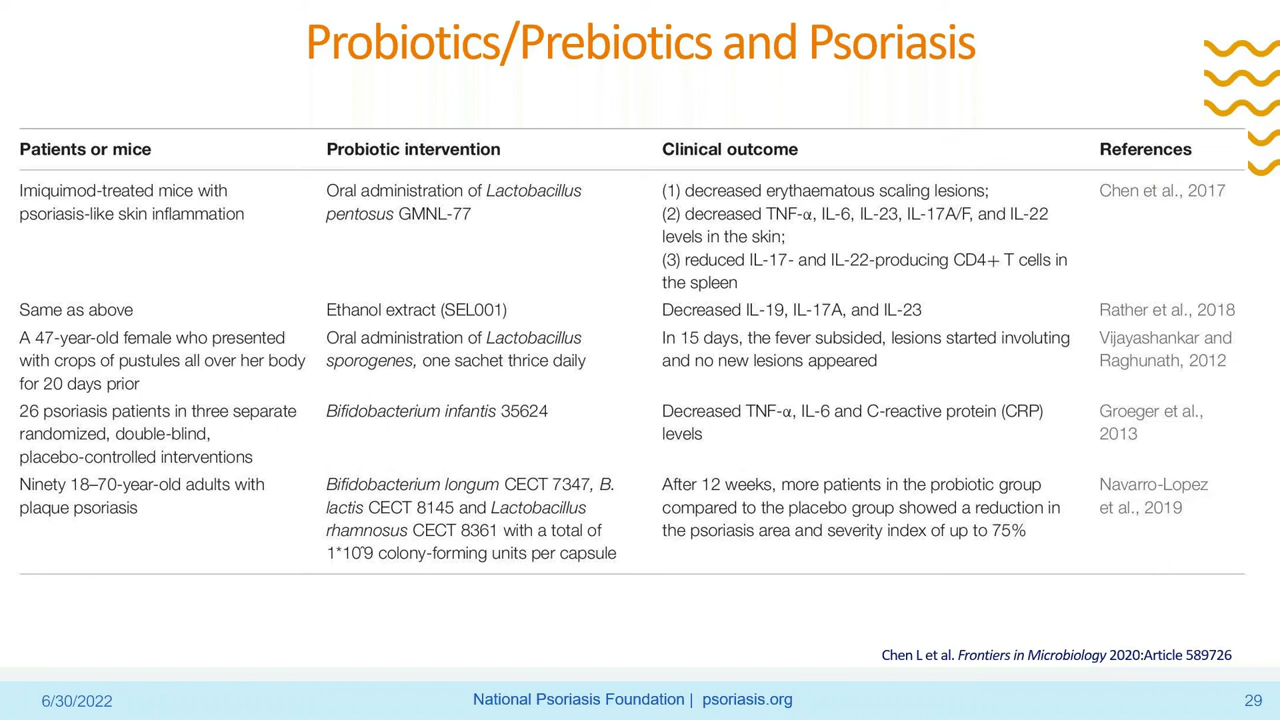 Probiotics/Prebiotics and Psoriasis
Patients or mice
Probiotic intervention
Clinical outcome
References
Imiquimod-treated mice with
psoriasis-like skin inflammation
Oral administration of Lactobacillus
pentosus GMNL-77
(1) decreased erythaematous scaling lesions;
(2) decreased TNF-α, IL-6, IL-23, IL-17A/F, and IL-22
levels in the skin;
(3) reduced IL-17- and IL-22-producing CD4+ T cells in
the spleen
Chen et al., 2017
Same as above
Ethanol extract (SEL001)
Decreased IL-19, IL-17A, and IL-23
Rather et al., 2018
A 47-year-old female who presented
with crops of pustules all over her body
for 20 days prior
Oral administration of Lactobacillus
sporogenes, one sachet thrice daily
In 15 days, the fever subsided, lesions started involuting
and no new lesions appeared
Vijayashankar and
Raghunath, 2012
26 psoriasis patients in three separate
randomized, double-blind,
placebo-controlled interventions
Bifidobacterium infantis 35624
Decreased TNF-α, IL-6 and C-reactive protein (CRP)
levels
Groeger et al.,
2013
Ninety 18–70-year-old adults with
plaque psoriasis
Bifidobacterium longum CECT 7347, B.
lactis CECT 8145 and Lactobacillus
rhamnosus CECT 8361 with a total of
1*10ˆ9 colony-forming units per capsule
After 12 weeks, more patients in the probiotic group
compared to the placebo group showed a reduction in
the psoriasis area and severity index of up to 75%
Navarro-Lopez
et al., 2019
Chen L et al. Frontiers in Microbiology 2020:Article 589726
6/30/2022
National Psoriasis Foundation | psoriasis.org
29